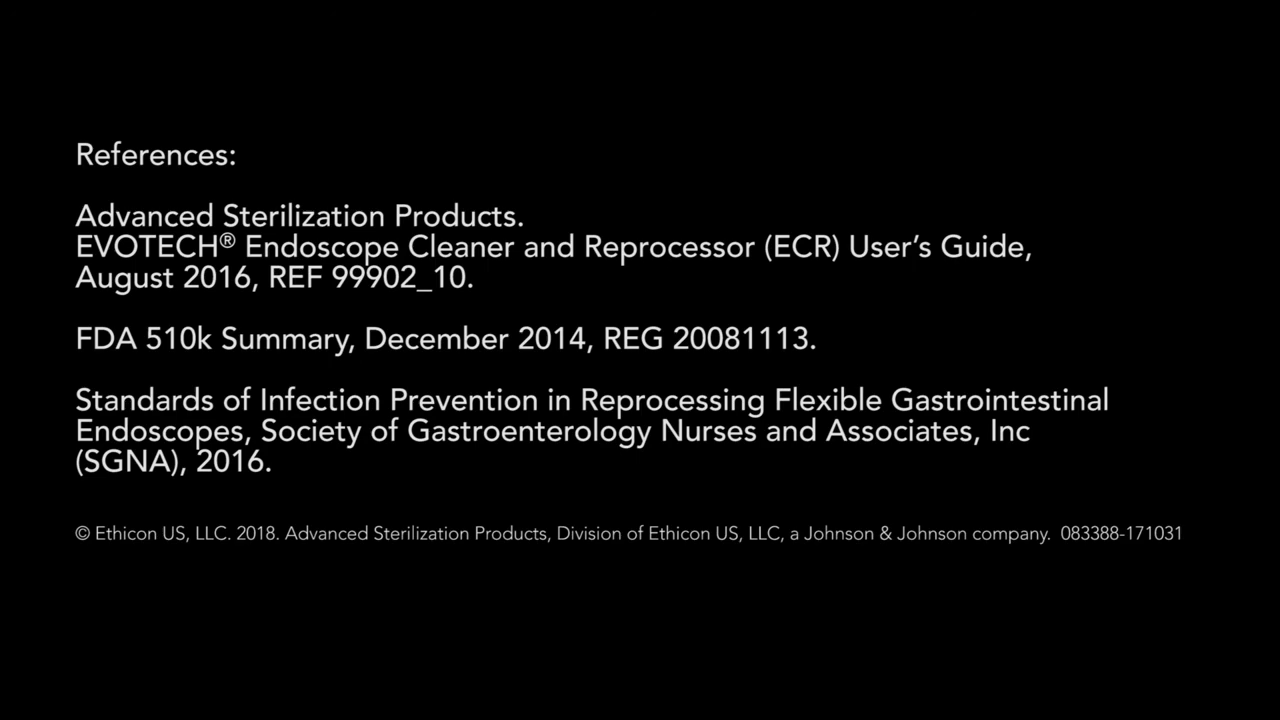 References:
Advanced Sterilization Products.
EVOTECH® Endoscope Cleaner and Reprocessor (ECR) User’s Guide,
August 2016, REF 99902_10.
FDA 510k Summary, December 2014, REG 20081113.
Standards of Infection Prevention in Reprocessing Flexible Gastrointestinal
Endoscopes, Society of Gastroenterology Nurses and Associates, Inc
(SGNA), 2016.
© Ethicon US, LLC. 2018. Advanced Sterilization Products, Division of Ethicon US, LLC, a Johnson & Johnson company.  083388-171031